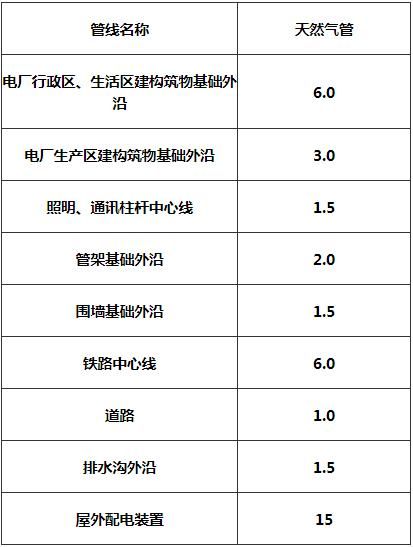 管线名称 天然气管
电厂行政区、生活区建构筑物基础外
沿 6.0
电厂生产区建构筑物基础外沿 3.0
照明、通讯柱杆中心线 1.5
管架基础外沿 2.0
围墙基础外沿 1.5
铁路中心线 6.0
道路 1.0
排水沟外沿 1.5
屋外配电装置 15